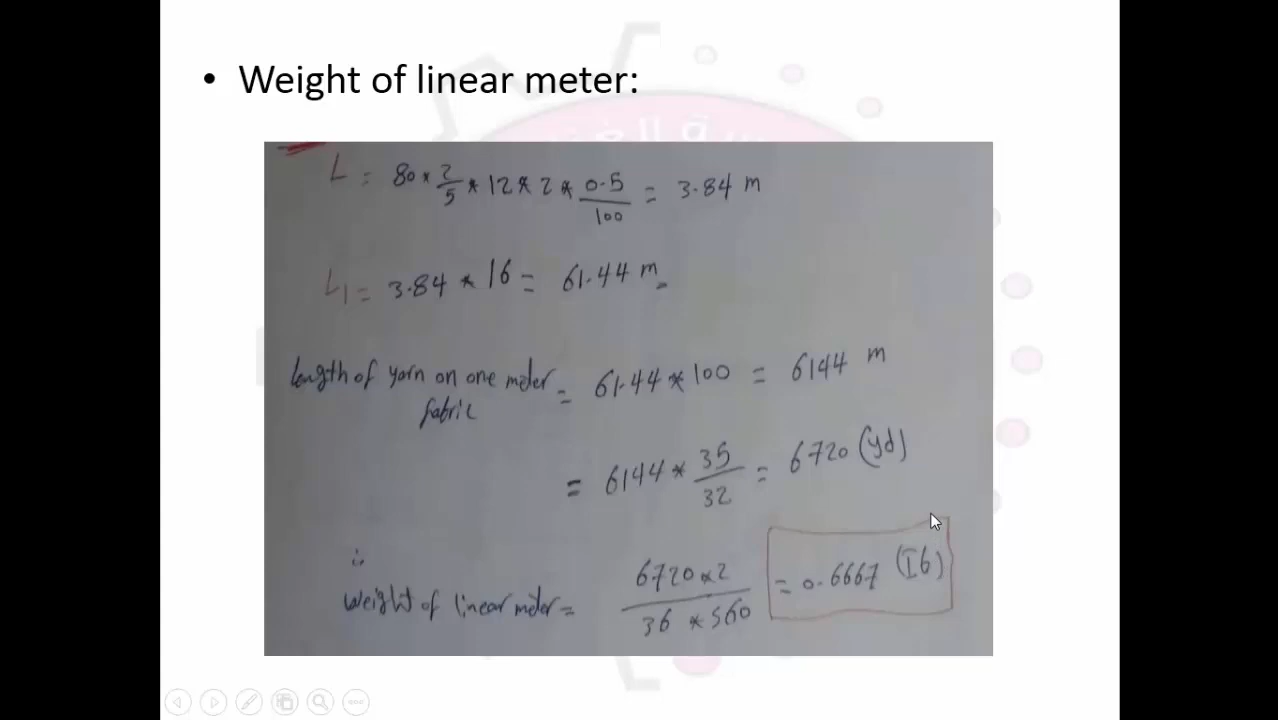 • Weight of linear meter:
L = 80 * 2/5 * 12 * 2 * 0.5/100 = 3.84 m
L1 = 3.84 * 16 = 61.44 m
length of yarn on one meter
fabric = 61.44 * 100 = 6144 m
= 6144 * 35/32 = 6720 (yd)
∴
weight of linear meter = 6720 * 2 / 36 * 560 = 0.6667 (Ib)